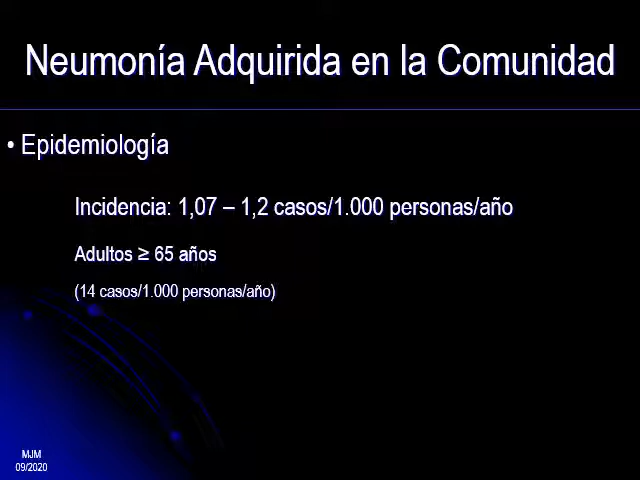 Neumonía Adquirida en la Comunidad
• Epidemiología
Incidencia: 1,07 – 1,2 casos/1.000 personas/año
Adultos ≥ 65 años
(14 casos/1.000 personas/año)
MJM
09/2020